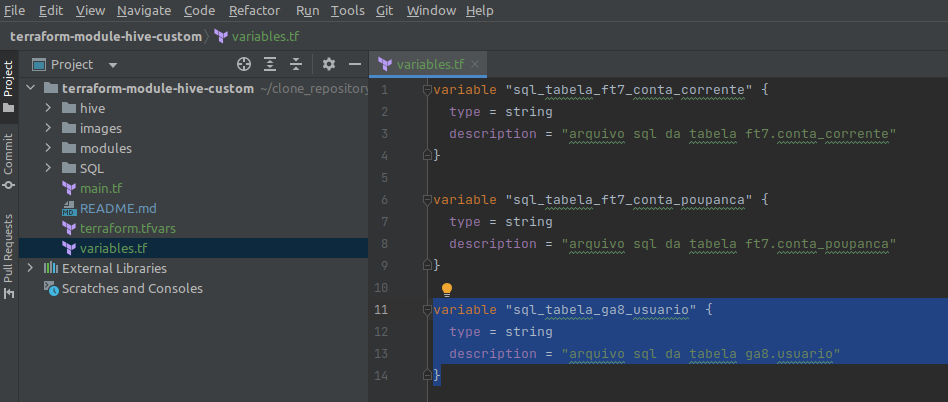 File Edit View Navigate Code Refactor Run Tools Git Window Help
terraform-module-hive-custom variables.tf
Project
variables.tf
terraform-module-hive-custom ~/clone_repository
hive
images
modules
SQL
main.tf
README.md
terraform.tfvars
variables.tf
External Libraries
Scratches and Consoles
Project
Commit
Pull Requests
1 variable "sql_tabela_ft7_conta_corrente" {
2 type = string
3 description = "arquivo sql da tabela ft7.conta_corrente"
4 }
5
6 variable "sql_tabela_ft7_conta_poupanca" {
7 type = string
8 description = "arquivo sql da tabela ft7.conta_poupanca"
9 }
10
11 variable "sql_tabela_ga8_usuario" {
12 type = string
13 description = "arquivo sql da tabela ga8.usuario"
14 }